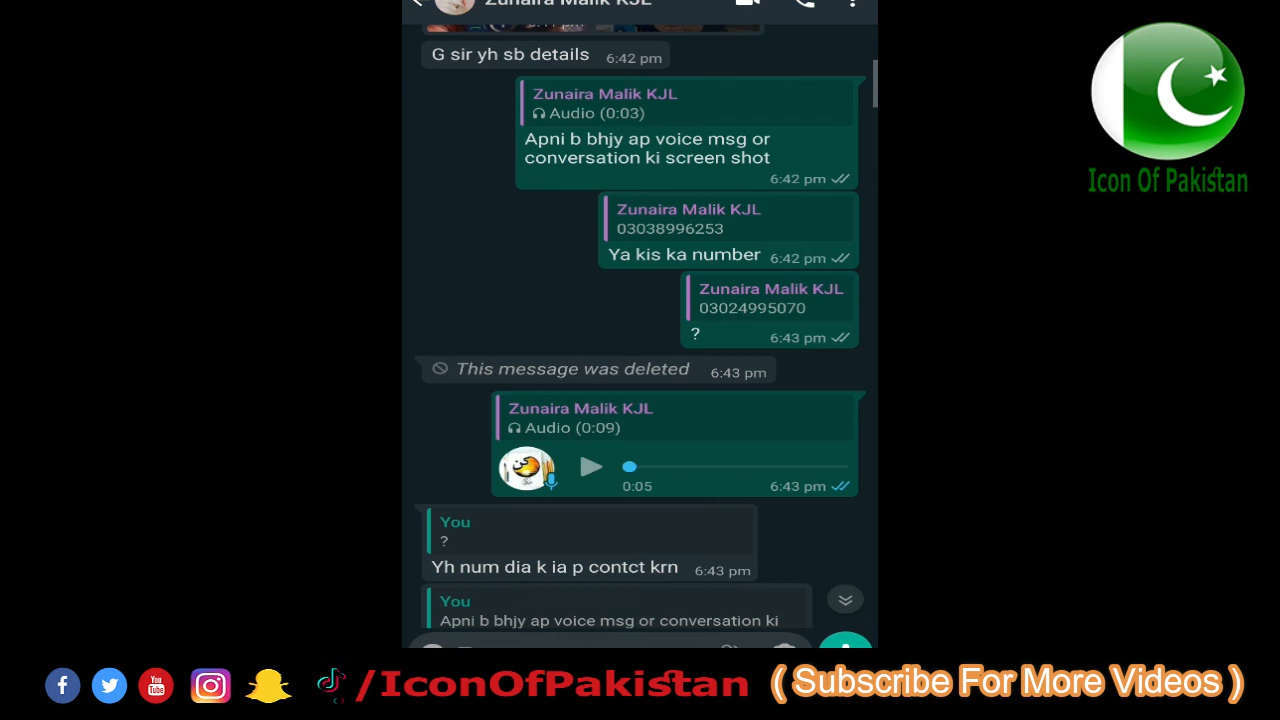 Zunaira Malik KJL
G sir yh sb details 6:42 pm
Zunaira Malik KJL
Audio (0:03)
Apni b bhjy ap voice msg or
conversation ki screen shot
6:42 pm
Zunaira Malik KJL
03038996253
Ya kis ka number 6:42 pm
Zunaira Malik KJL
03024995070
? 6:43 pm
This message was deleted 6:43 pm
Zunaira Malik KJL
Audio (0:09)
0:05 6:43 pm
You
?
Yh num dia k ia p contct krn 6:43 pm
You
Apni b bhjy ap voice msg or conversation ki
Icon Of Pakistan
You Tube
/IconOfPakistan ( Subscribe For More Videos )